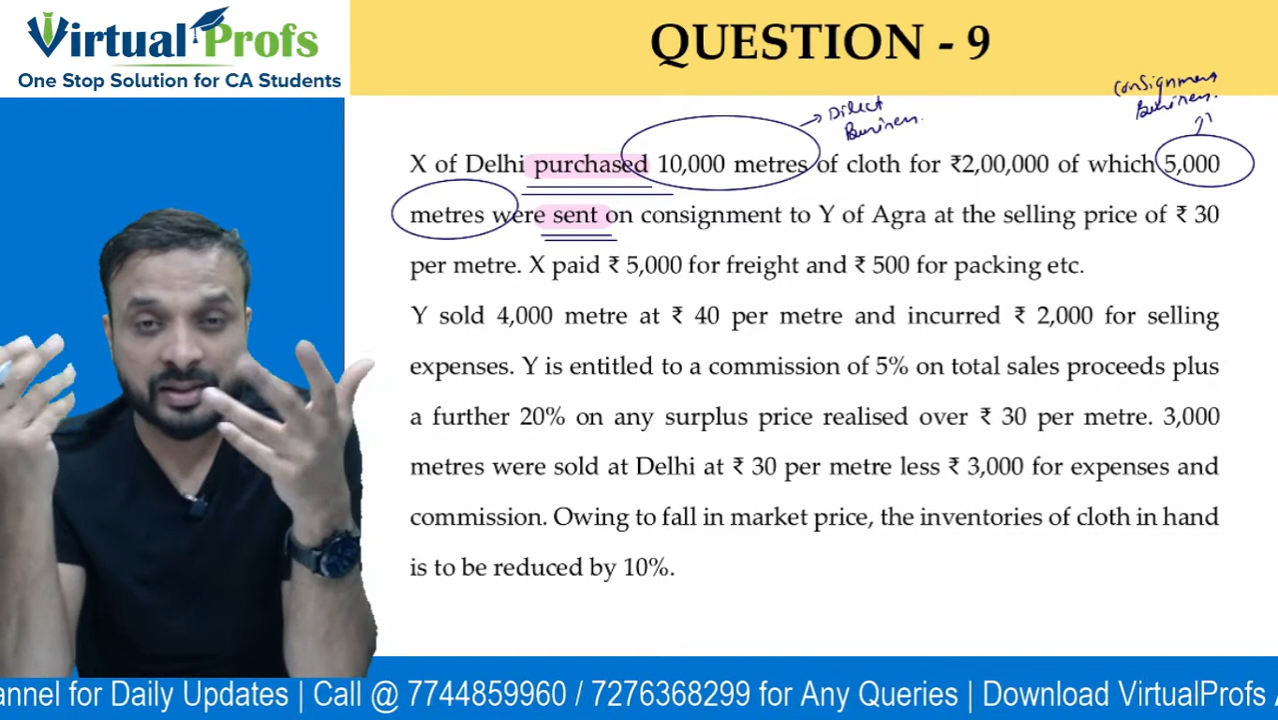 Virtual Profs
One Stop Solution for CA Students
QUESTION - 9
Consignment
Business.
→ Direct
Business.
X of Delhi purchased 10,000 metres of cloth for ₹2,00,000 of which 5,000
metres were sent on consignment to Y of Agra at the selling price of ₹ 30
per metre. X paid ₹ 5,000 for freight and ₹ 500 for packing etc.
Y sold 4,000 metre at ₹ 40 per metre and incurred ₹ 2,000 for selling
expenses. Y is entitled to a commission of 5% on total sales proceeds plus
a further 20% on any surplus price realised over ₹ 30 per metre. 3,000
metres were sold at Delhi at ₹ 30 per metre less ₹ 3,000 for expenses and
commission. Owing to fall in market price, the inventories of cloth in hand
is to be reduced by 10%.
annel for Daily Updates | Call @ 7744859960 / 7276368299 for Any Queries | Download VirtualProfs A